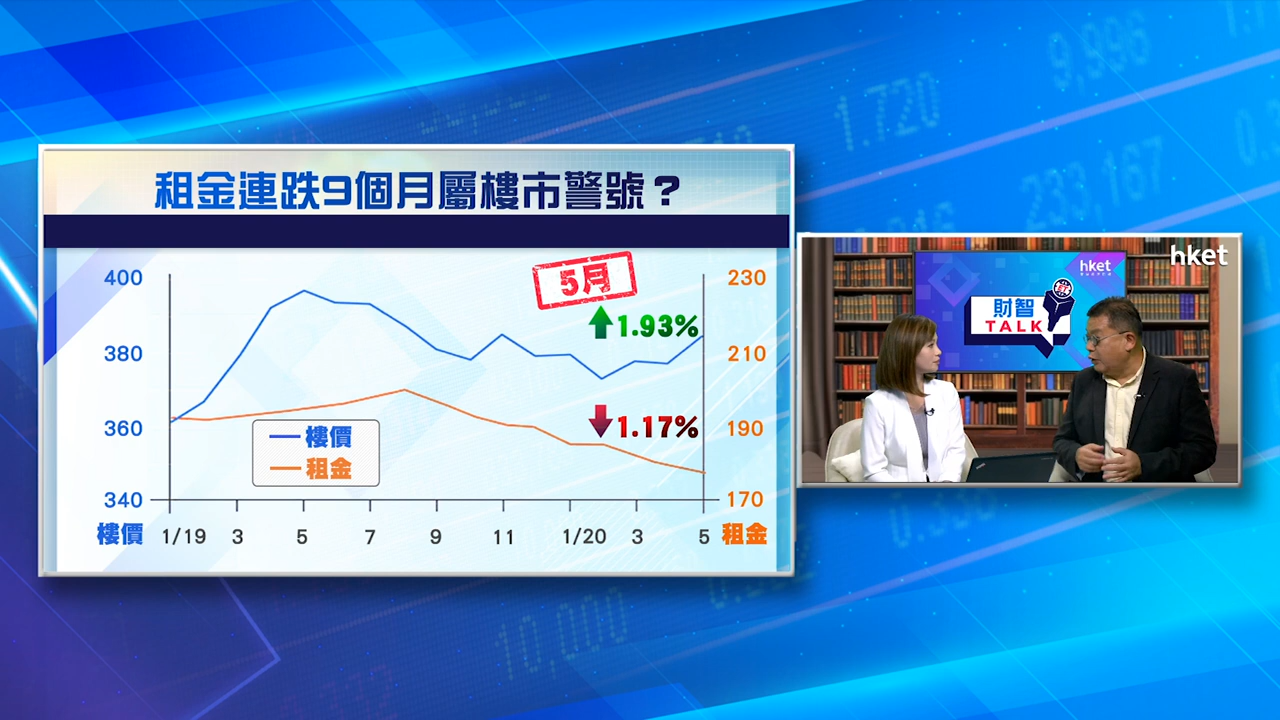 租金連跌9個月屬樓市警號？
400
380
360
340
樓價
230
210
190
170
租金
5月
1.93%
1.17%
樓價
租金
1/19 3 5 7 9 11 1/20 3 5
hket
hket
財智
TALK
9,996
1.720
233,167
0.336
10,000